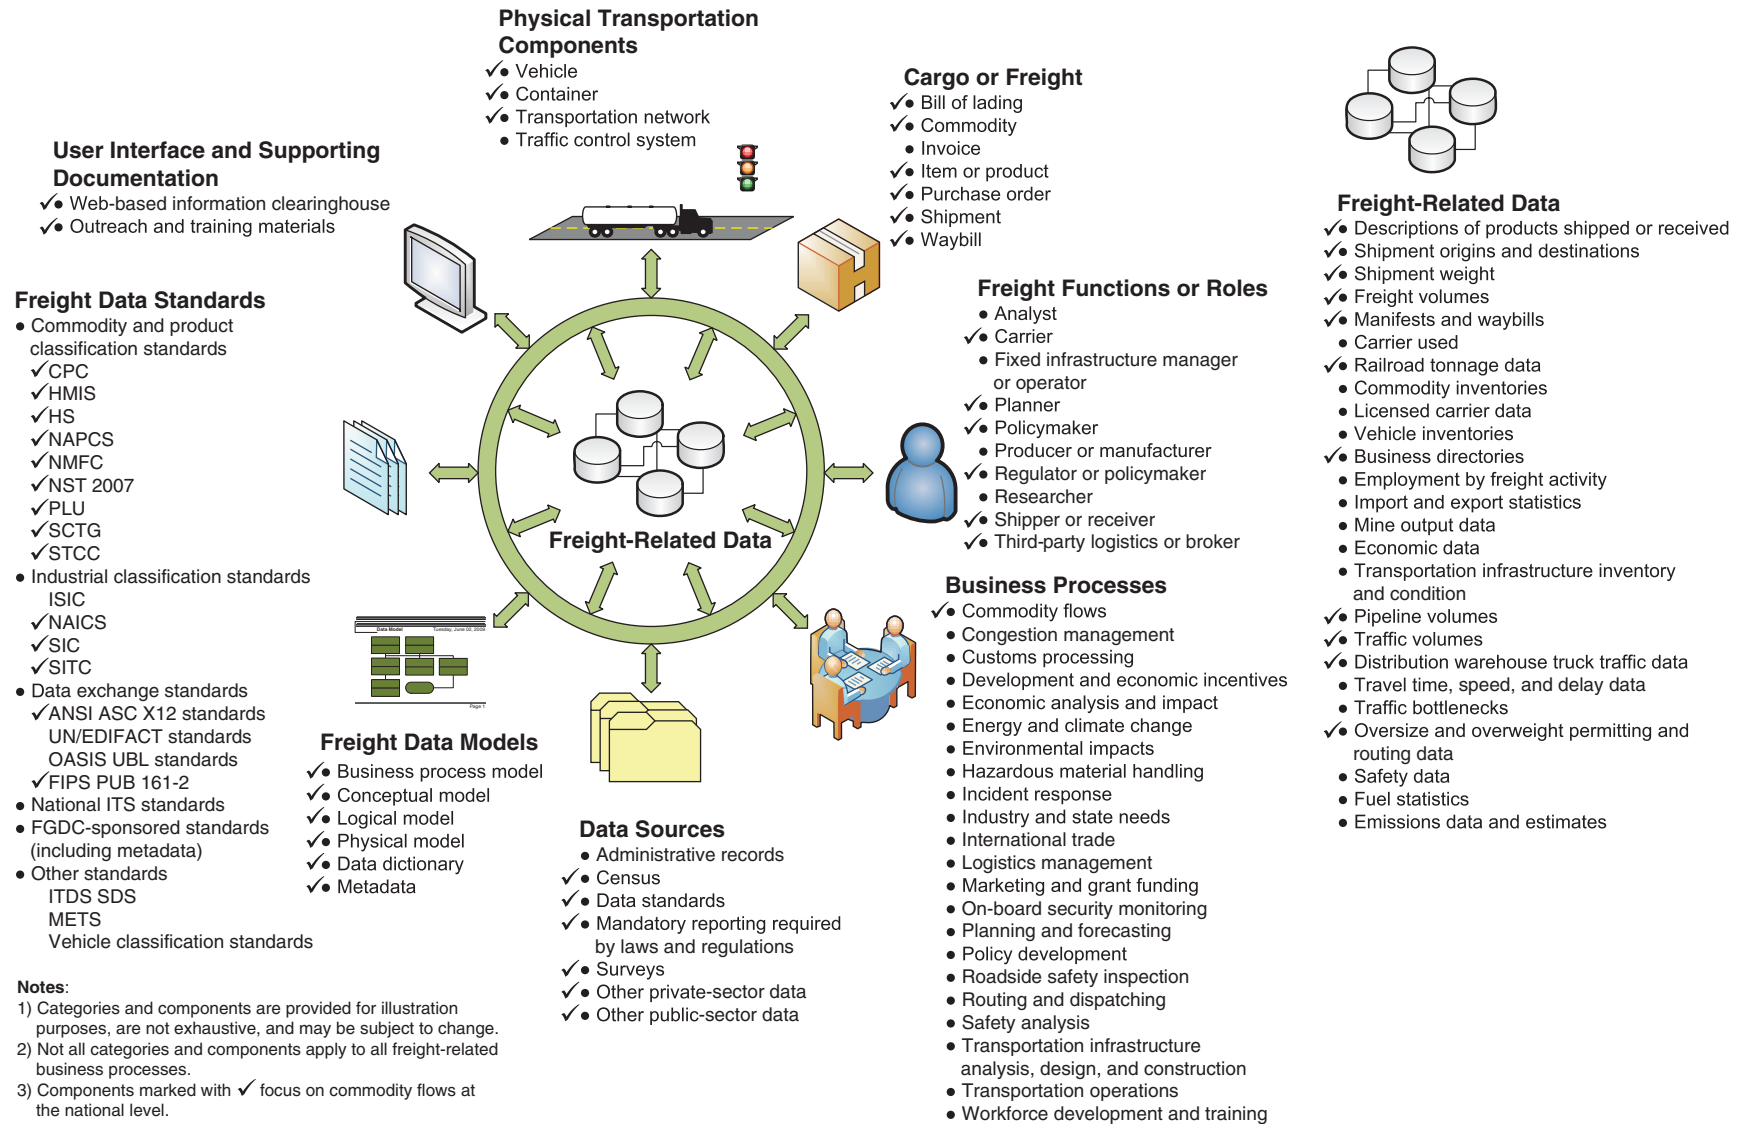 Physical Transportation
Components
✓● Vehicle
✓● Container
✓● Transportation network
● Traffic control system
Cargo or Freight
✓● Bill of lading
✓● Commodity
● Invoice
✓● Item or product
✓● Purchase order
✓● Shipment
✓● Waybill
User Interface and Supporting
Documentation
✓● Web-based information clearinghouse
✓● Outreach and training materials
Freight-Related Data
✓● Descriptions of products shipped or received
✓● Shipment origins and destinations
✓● Shipment weight
✓● Freight volumes
✓● Manifests and waybills
● Carrier used
✓● Railroad tonnage data
● Commodity inventories
● Licensed carrier data
● Vehicle inventories
✓● Business directories
● Employment by freight activity
● Import and export statistics
● Mine output data
● Economic data
● Transportation infrastructure inventory
and condition
✓● Pipeline volumes
✓● Traffic volumes
✓● Distribution warehouse truck traffic data
● Travel time, speed, and delay data
● Traffic bottlenecks
✓● Oversize and overweight permitting and
routing data
● Safety data
● Fuel statistics
● Emissions data and estimates
Freight Functions or Roles
● Analyst
✓● Carrier
● Fixed infrastructure manager
or operator
✓● Planner
✓● Policymaker
● Producer or manufacturer
✓● Regulator or policymaker
● Researcher
✓● Shipper or receiver
✓● Third-party logistics or broker
Freight Data Standards
● Commodity and product
classification standards
✓CPC
✓HMIS
✓HS
✓NAPCS
✓NMFC
✓NST 2007
✓PLU
✓SCTG
✓STCC
● Industrial classification standards
ISIC
✓NAICS
✓SIC
✓SITC
● Data exchange standards
✓ANSI ASC X12 standards
UN/EDIFACT standards
OASIS UBL standards
✓FIPS PUB 161-2
● National ITS standards
● FGDC-sponsored standards
(including metadata)
● Other standards
ITDS SDS
METS
Vehicle classification standards
Freight-Related Data
Business Processes
✓● Commodity flows
● Congestion management
● Customs processing
● Development and economic incentives
● Economic analysis and impact
● Energy and climate change
● Environmental impacts
● Hazardous material handling
● Incident response
● Industry and state needs
● International trade
● Logistics management
● Marketing and grant funding
● On-board security monitoring
● Planning and forecasting
● Policy development
● Roadside safety inspection
● Routing and dispatching
● Safety analysis
● Transportation infrastructure
analysis, design, and construction
● Transportation operations
● Workforce development and training
Data Model Tuesday, June 02, 2009
Page 1
Freight Data Models
✓● Business process model
✓● Conceptual model
✓● Logical model
✓● Physical model
✓● Data dictionary
✓● Metadata
Data Sources
● Administrative records
✓● Census
✓● Data standards
✓● Mandatory reporting required
by laws and regulations
✓● Surveys
✓● Other private-sector data
✓● Other public-sector data
Notes:
1) Categories and components are provided for illustration
purposes, are not exhaustive, and may be subject to change.
2) Not all categories and components apply to all freight-related
business processes.
3) Components marked with ✓ focus on commodity flows at
the national level.